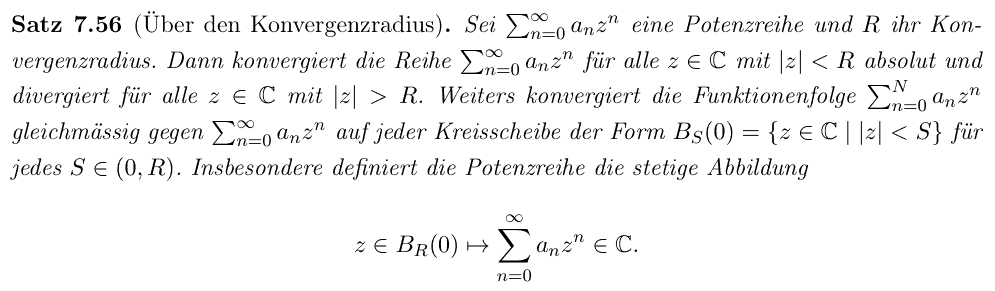 Satz 7.56 (Über den Konvergenzradius). Sei $\sum_{n=0}^{\infty} a_n z^n$ eine Potenzreihe und $R$ ihr Kon-
vergenzradius. Dann konvergiert die Reihe $\sum_{n=0}^{\infty} a_n z^n$ für alle $z \in \mathbb{C}$ mit $|z| < R$ absolut und
divergiert für alle $z \in \mathbb{C}$ mit $|z| > R$. Weiters konvergiert die Funktionenfolge $\sum_{n=0}^{N} a_n z^n$
gleichmässig gegen $\sum_{n=0}^{\infty} a_n z^n$ auf jeder Kreisscheibe der Form $B_S(0) = \{z \in \mathbb{C} \mid |z| < S\}$ für
jedes $S \in (0, R)$. Insbesondere definiert die Potenzreihe die stetige Abbildung
$z \in B_R(0) \mapsto \sum_{n=0}^{\infty} a_n z^n \in \mathbb{C}.$